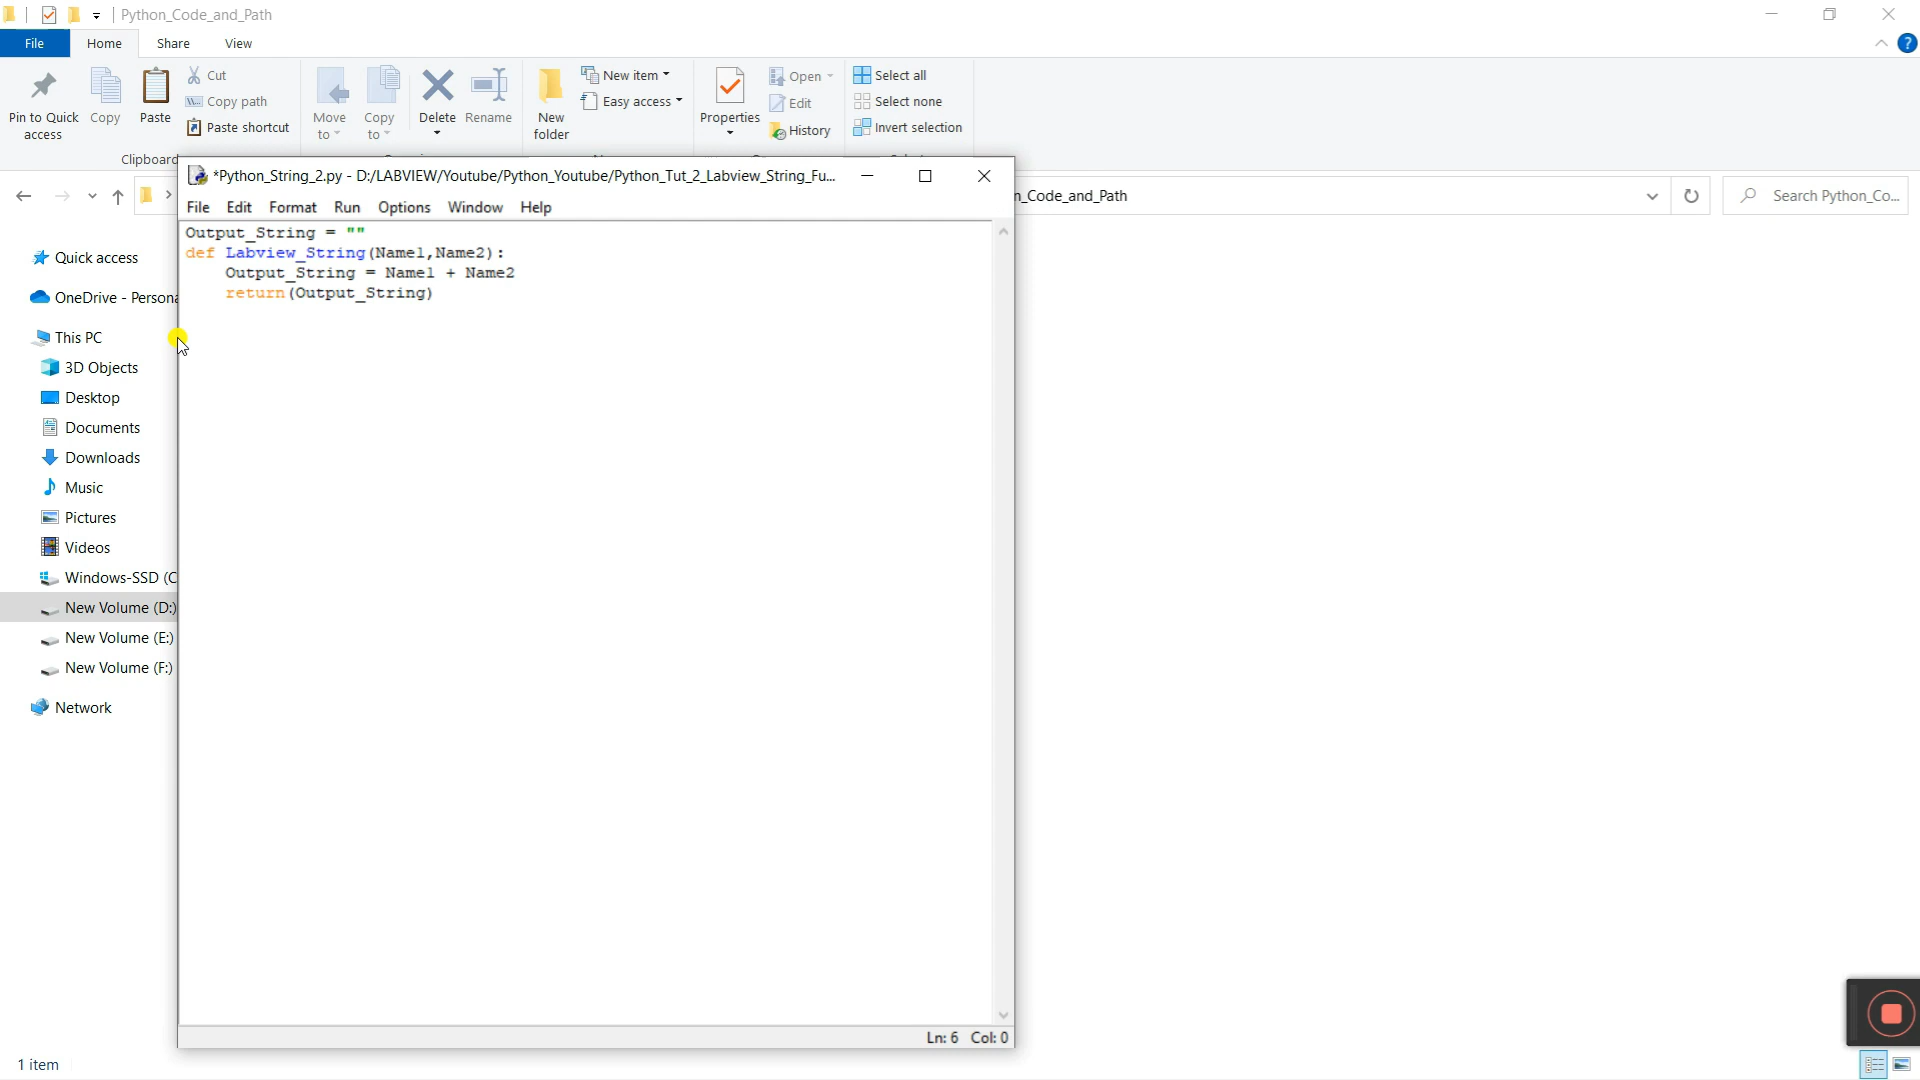 Python_Code_and_Path
File Home Share View
Pin to Quick access
Copy
Paste
Cut
Copy path
Paste shortcut
Clipboard
Move to
Copy to
Delete
Rename
New folder
New item
Easy access
Properties
Open
Edit
History
Select all
Select none
Invert selection
n_Code_and_Path
Search Python_Co...
Quick access
OneDrive - Persona
This PC
3D Objects
Desktop
Documents
Downloads
Music
Pictures
Videos
Windows-SSD (C
New Volume (D:)
New Volume (E:)
New Volume (F:)
Network
1 item
*Python_String_2.py - D:/LABVIEW/Youtube/Python_Youtube/Python_Tut_2_Labview_String_Fu...
File Edit Format Run Options Window Help
Output_String = ""
def Labview_String(Name1,Name2):
    Output_String = Name1 + Name2
    return(Output_String)
Ln: 6 Col: 0